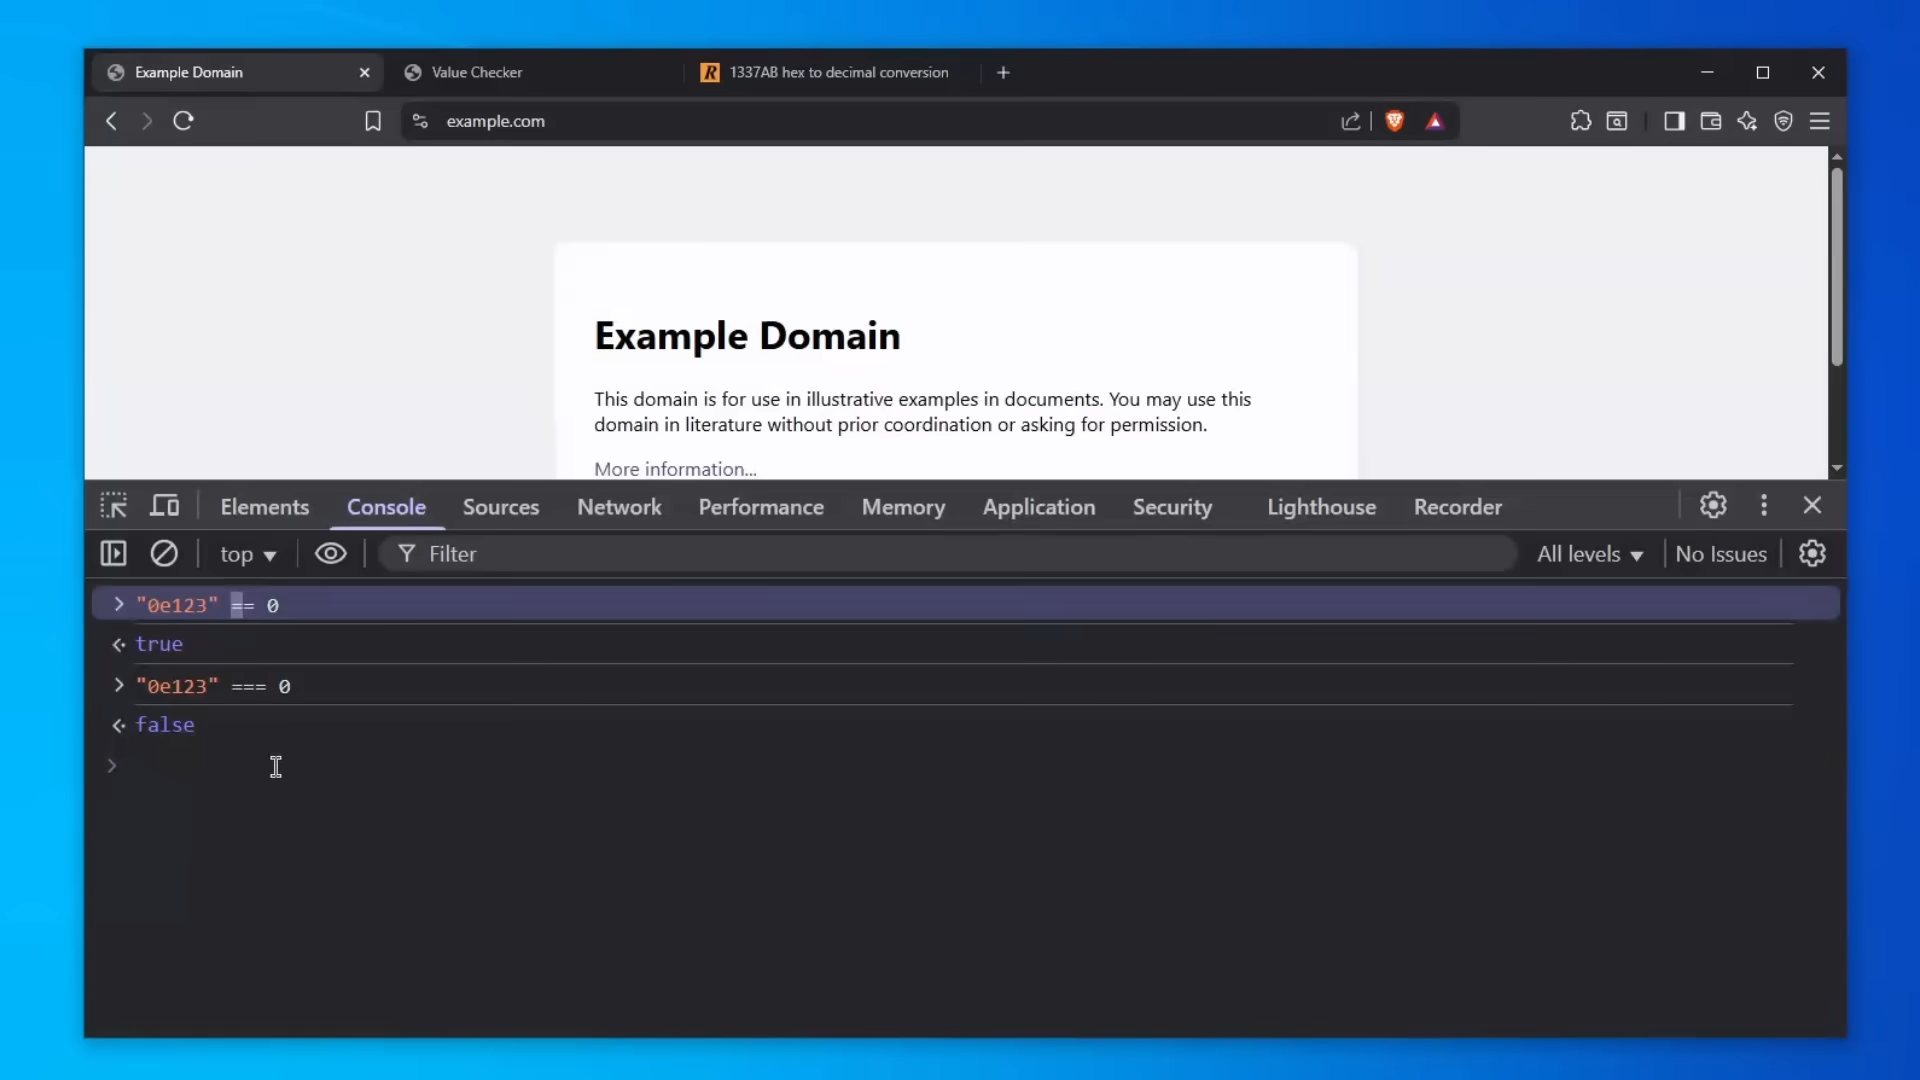 Example Domain
Value Checker
R 1337AB hex to decimal conversion
example.com
Example Domain
This domain is for use in illustrative examples in documents. You may use this
domain in literature without prior coordination or asking for permission.
More information...
Elements Console Sources Network Performance Memory Application Security Lighthouse Recorder
top Filter All levels No Issues
> "0e123" == 0
true
> "0e123" === 0
false
>